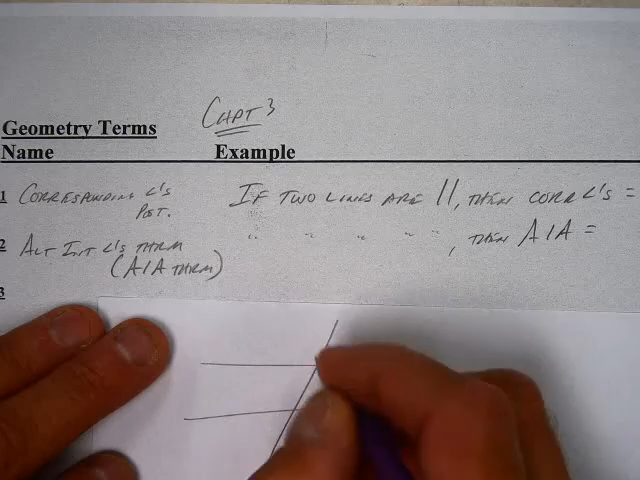 CHPT 3
Geometry Terms
Name Example
1 CORRESPONDING ∠'S POST. IF TWO LINES ARE ||, THEN CORR ∠'S =
2 ALT INT ∠'S THRM (AIA THRM) " " " " ", THEN AIA =
3